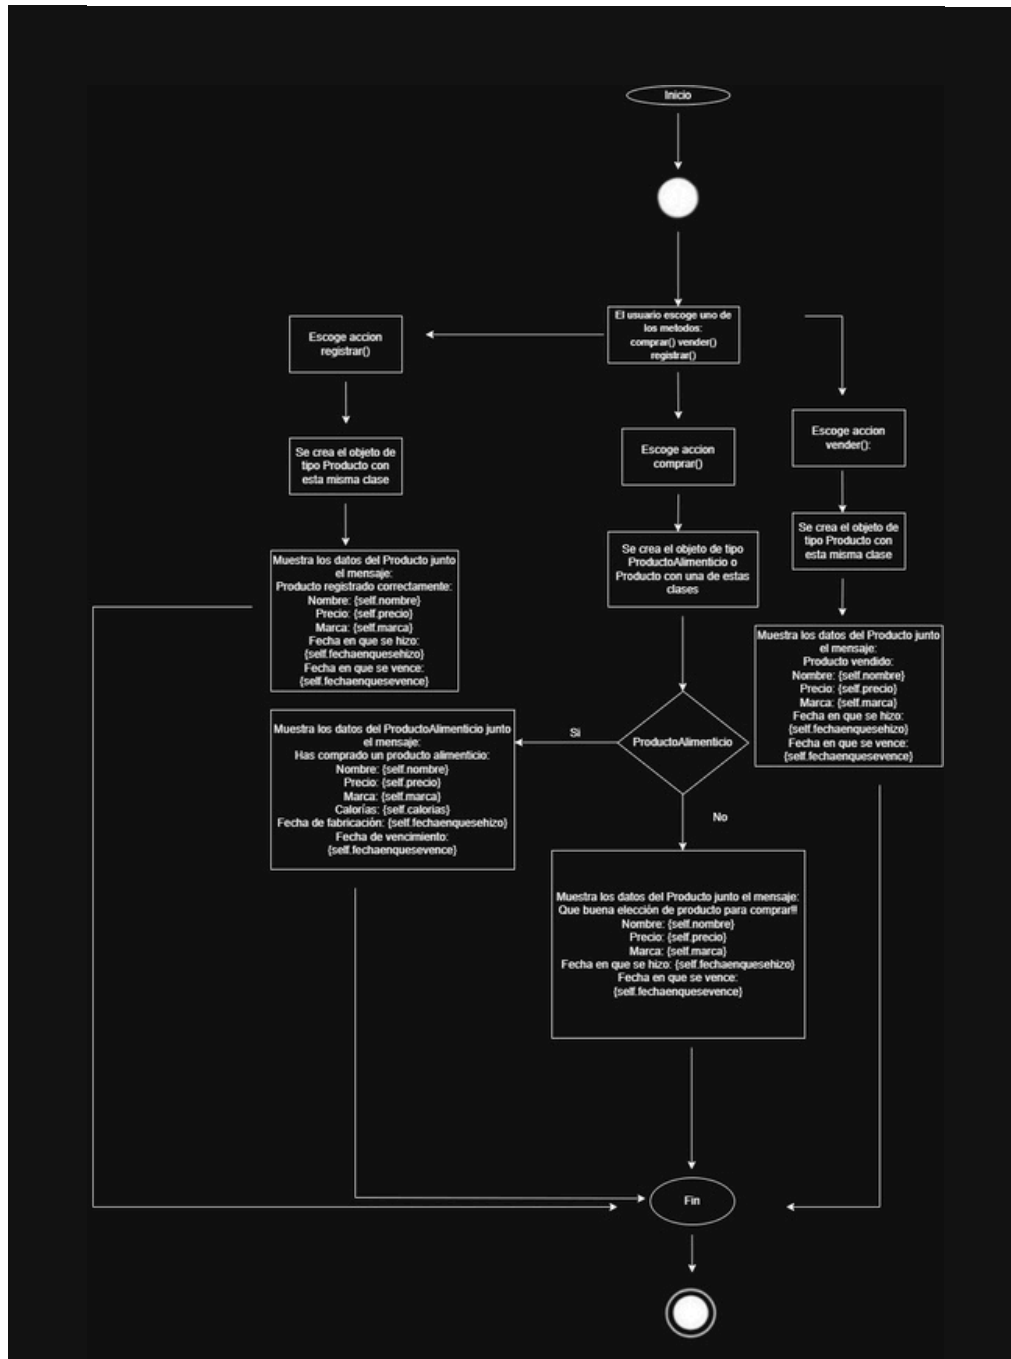 Inicio
El usuario escoge uno de
los metodos:
comprar() vender()
registrar()
Escoge accion
registrar()
Se crea el objeto de
tipo Producto con
esta misma clase
Muestra los datos del Producto junto
el mensaje:
Producto registrado correctamente:
Nombre: {self.nombre}
Precio: {self.precio}
Marca: {self.marca}
Fecha en que se hizo:
{self.fechaenquesehizo}
Fecha en que se vence:
{self.fechaenquesevence}
Escoge accion
comprar()
Se crea el objeto de tipo
ProductoAlimenticio o
Producto con una de estas
clases
ProductoAlimenticio
Si
Muestra los datos del ProductoAlimenticio junto
el mensaje:
Has comprado un producto alimenticio:
Nombre: {self.nombre}
Precio: {self.precio}
Marca: {self.marca}
Calorías: {self.calorias}
Fecha de fabricación: {self.fechaenquesehizo}
Fecha de vencimiento:
{self.fechaenquesevence}
No
Muestra los datos del Producto junto el mensaje:
Que buena elección de producto para comprar!!!
Nombre: {self.nombre}
Precio: {self.precio}
Marca: {self.marca}
Fecha en que se hizo: {self.fechaenquesehizo}
Fecha en que se vence:
{self.fechaenquesevence}
Escoge accion
vender():
Se crea el objeto de
tipo Producto con
esta misma clase
Muestra los datos del Producto junto
el mensaje:
Producto vendido:
Nombre: {self.nombre}
Precio: {self.precio}
Marca: {self.marca}
Fecha en que se hizo:
{self.fechaenquesehizo}
Fecha en que se vence:
{self.fechaenquesevence}
Fin